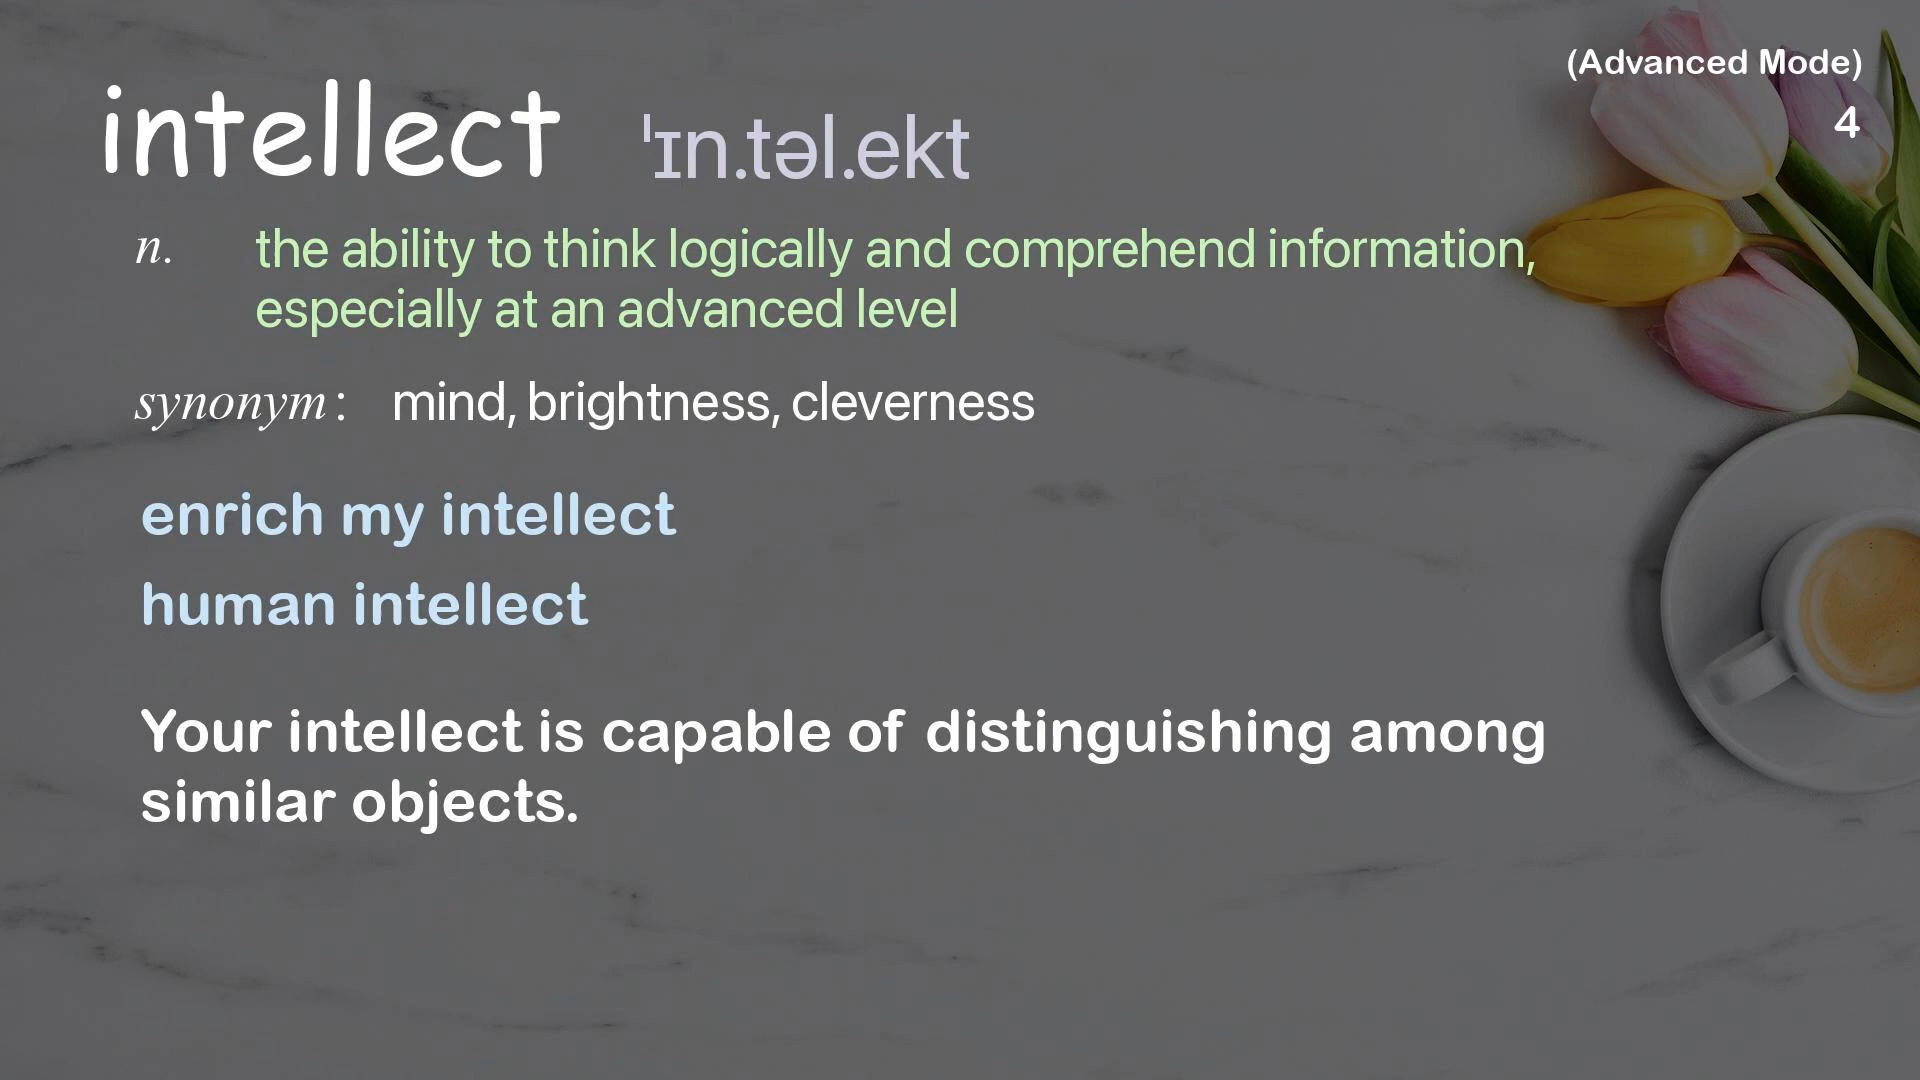 (Advanced Mode)
4
intellect ˈɪn.təl.ekt
n. the ability to think logically and comprehend information,
especially at an advanced level
synonym: mind, brightness, cleverness
enrich my intellect
human intellect
Your intellect is capable of distinguishing among
similar objects.